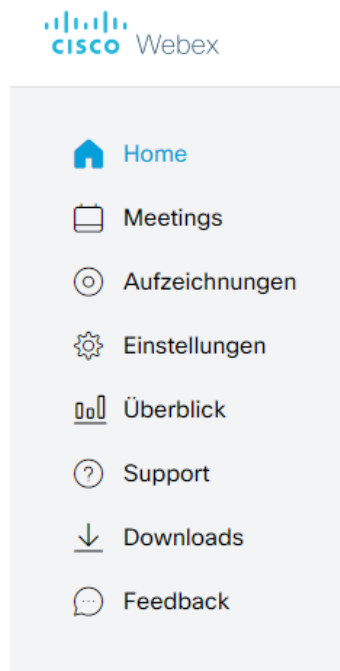 CISCO Webex
Home
Meetings
Aufzeichnungen
Einstellungen
Überblick
Support
Downloads
Feedback